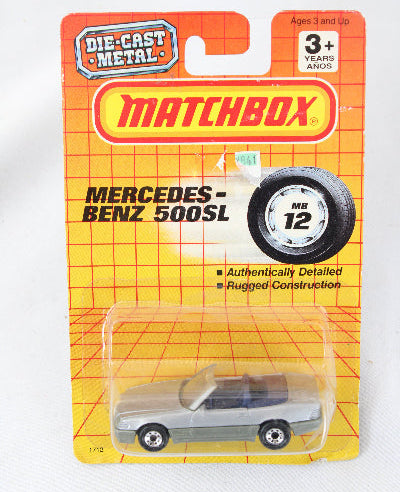 DIE-CAST
METAL
Ages 3 and Up
3+
YEARS
AÑOS
MATCHBOX
®
MERCEDES-
BENZ 500SL
MB
12
■ Authentically Detailed
■ Rugged Construction
1712